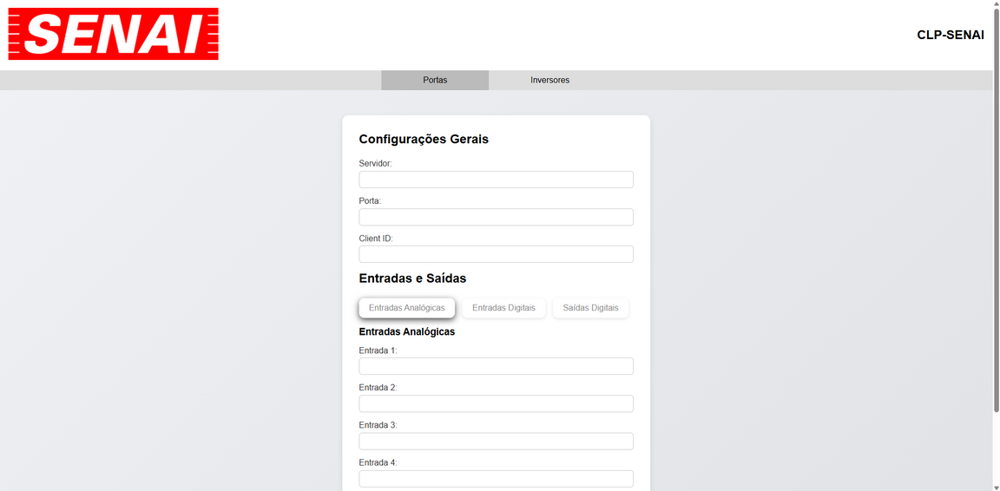 SENAI
CLP-SENAI
Portas Inversores
Configurações Gerais
Servidor:
Porta:
Client ID:
Entradas e Saídas
Entradas Analógicas Entradas Digitais Saídas Digitais
Entradas Analógicas
Entrada 1:
Entrada 2:
Entrada 3:
Entrada 4: